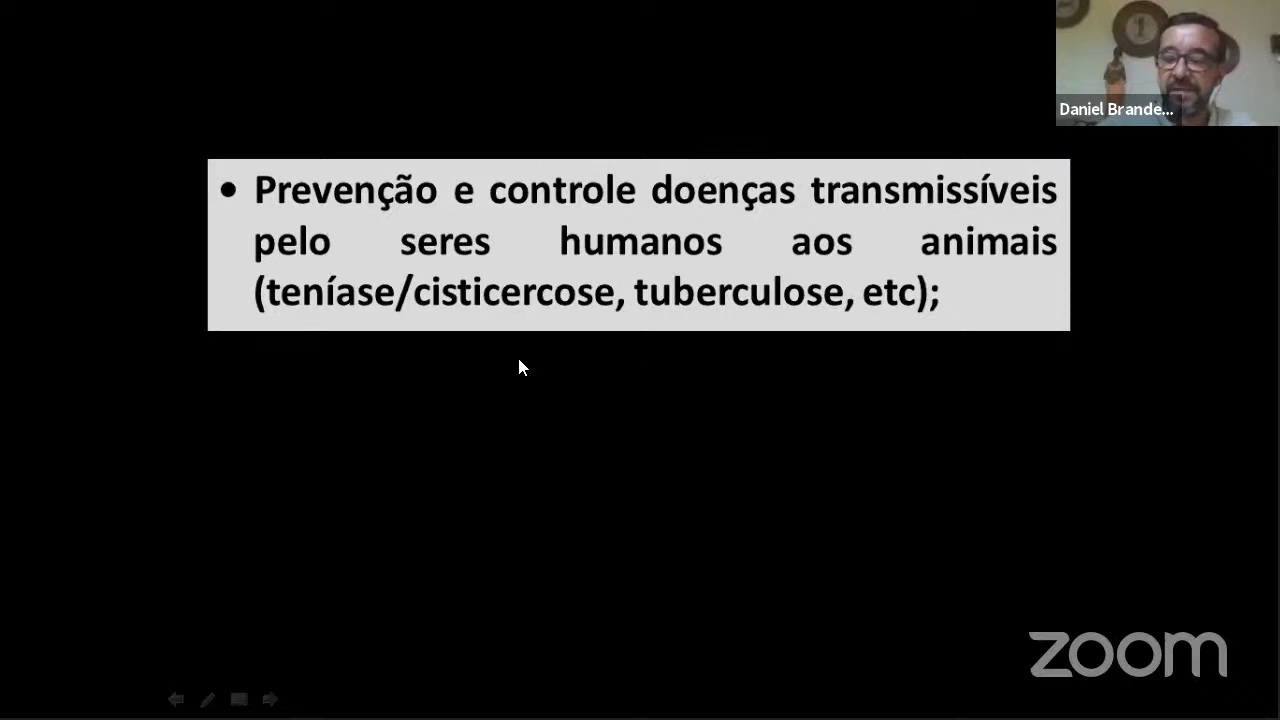 Daniel Brande...
• Prevenção e controle doenças transmissíveis
pelo seres humanos aos animais
(teníase/cisticercose, tuberculose, etc);
zoom